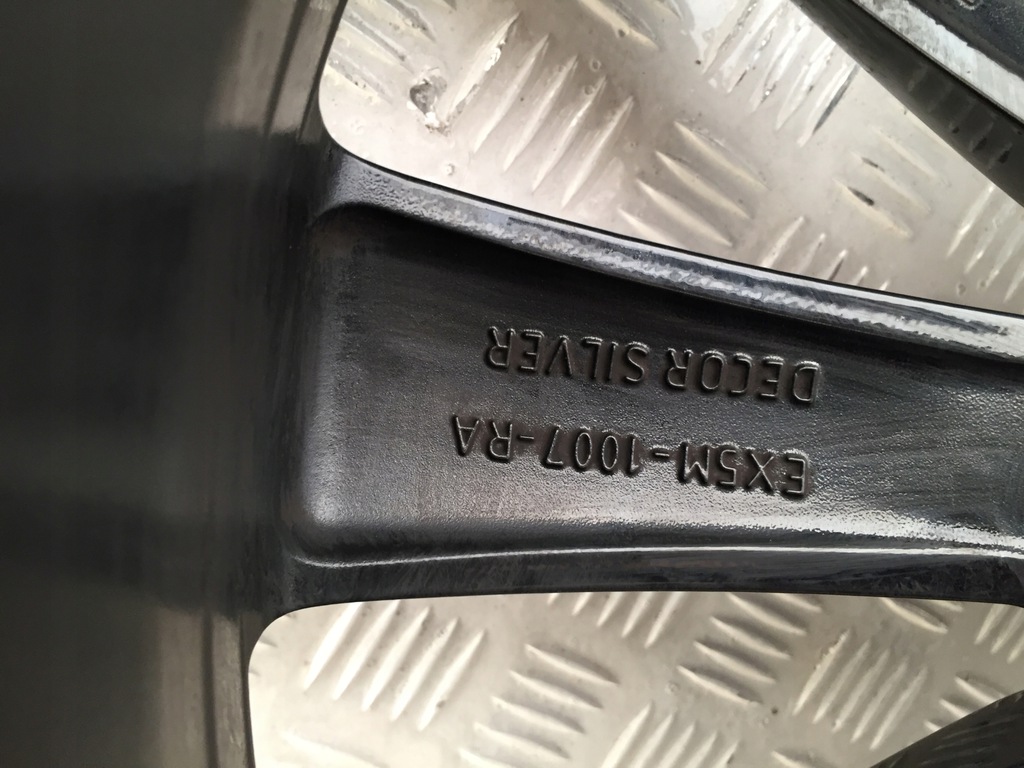 EX5M-1007-RA
DECOR SILVER